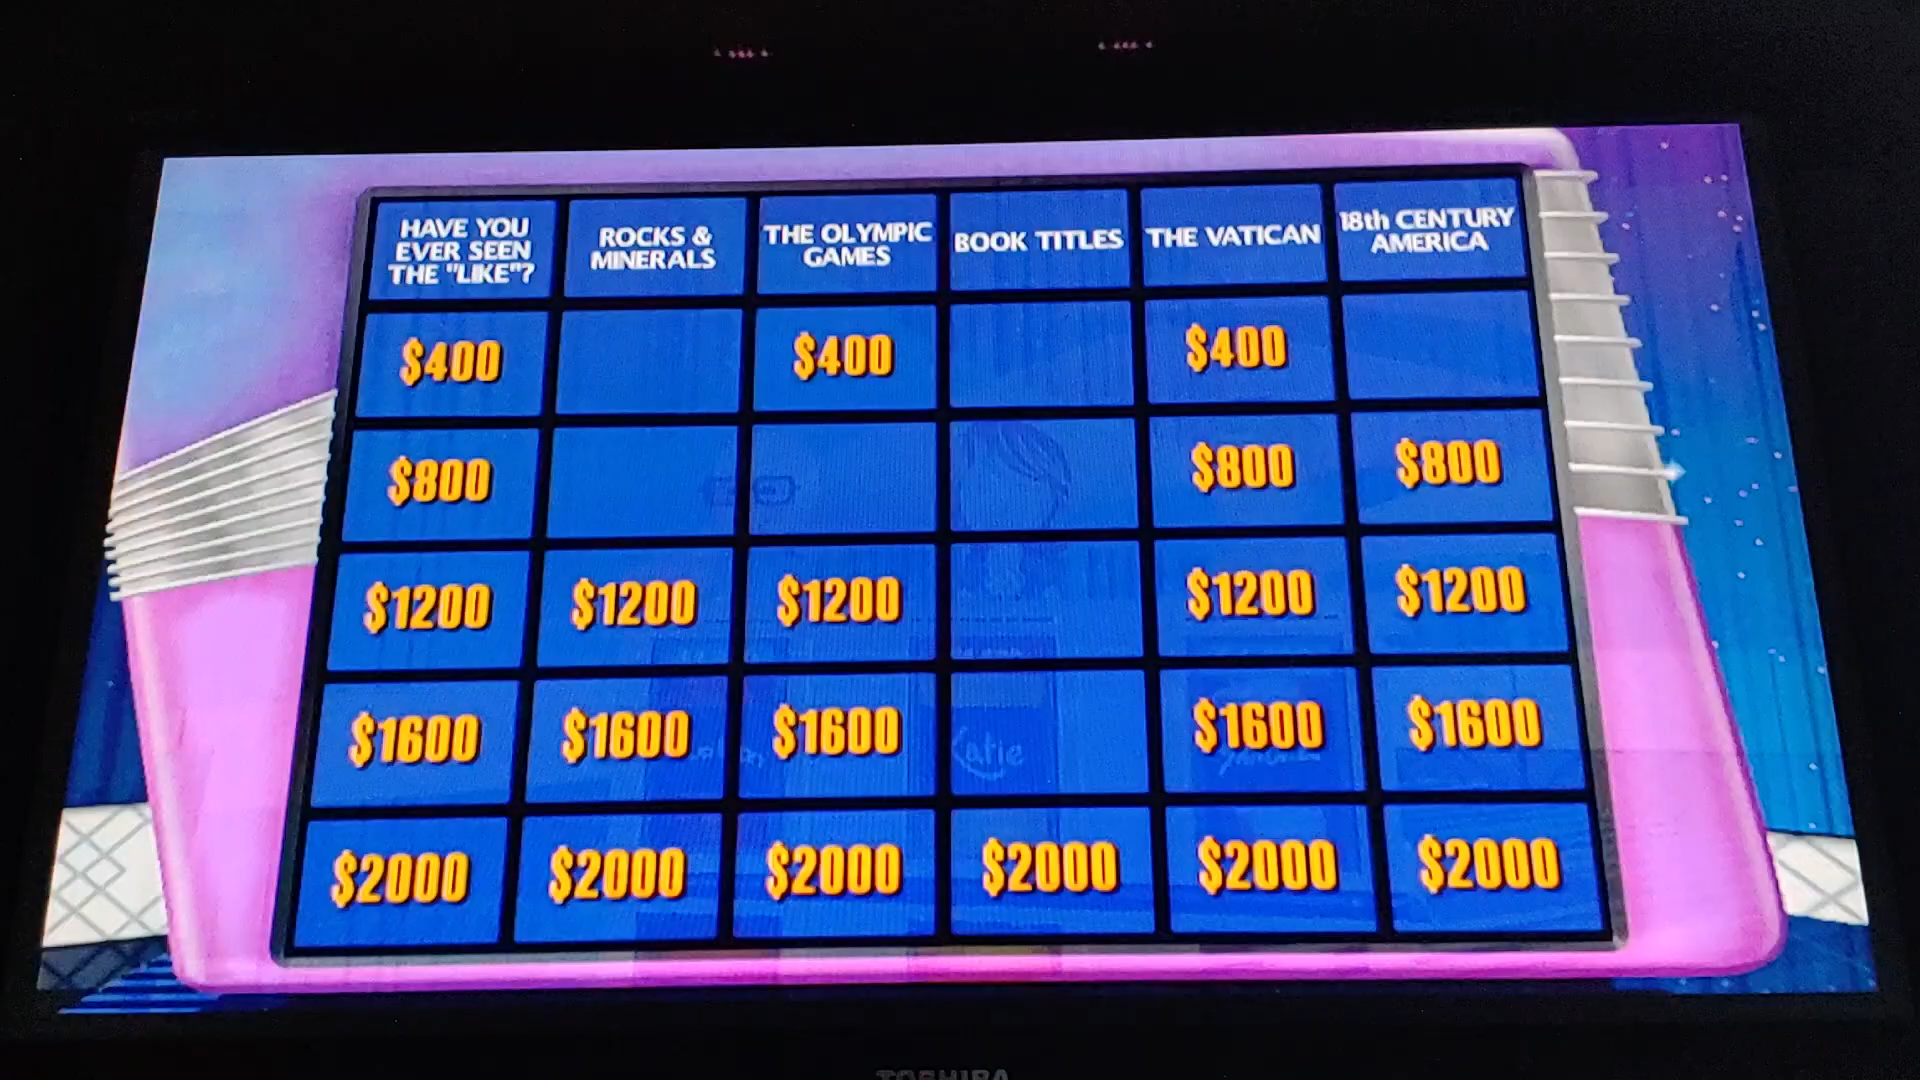 HAVE YOU
EVER SEEN
THE "LIKE"?
ROCKS &
MINERALS
THE OLYMPIC
GAMES
BOOK TITLES
THE VATICAN
18th CENTURY
AMERICA
$400
$400
$400
$800
$800
$800
$1200
$1200
$1200
$1200
$1200
$1600
$1600
$1600
$1600
$1600
Katie
$2000
$2000
$2000
$2000
$2000
$2000
TOSHIBA